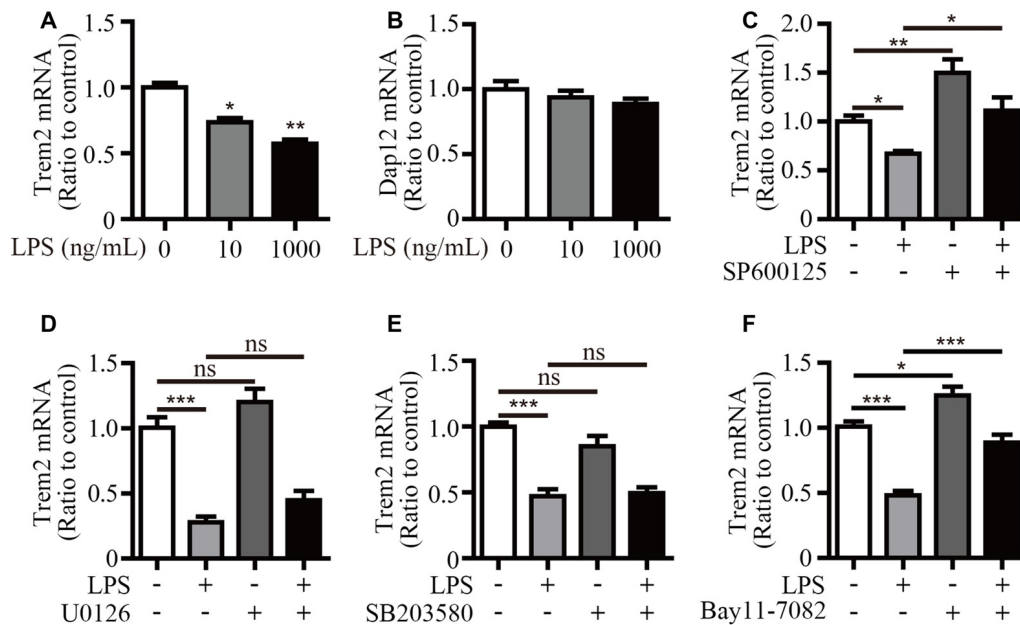 A
Trem2 mRNA
(Ratio to control)
1.5
1.0
0.5
0
*
**
LPS (ng/mL) 0 10 1000
B
Dap12 mRNA
(Ratio to control)
1.5
1.0
0.5
0
LPS (ng/mL) 0 10 1000
C
Trem2 mRNA
(Ratio to control)
2.0
1.5
1.0
0.5
0
*
**
*
LPS - + - +
SP600125 - - + +
D
Trem2 mRNA
(Ratio to control)
1.5
1.0
0.5
0
ns
ns
***
LPS - + - +
U0126 - - + +
E
Trem2 mRNA
(Ratio to control)
1.5
1.0
0.5
0
ns
ns
***
LPS - + - +
SB203580 - - + +
F
Trem2 mRNA
(Ratio to control)
1.5
1.0
0.5
0
***
*
***
LPS - + - +
Bay11-7082 - - + +